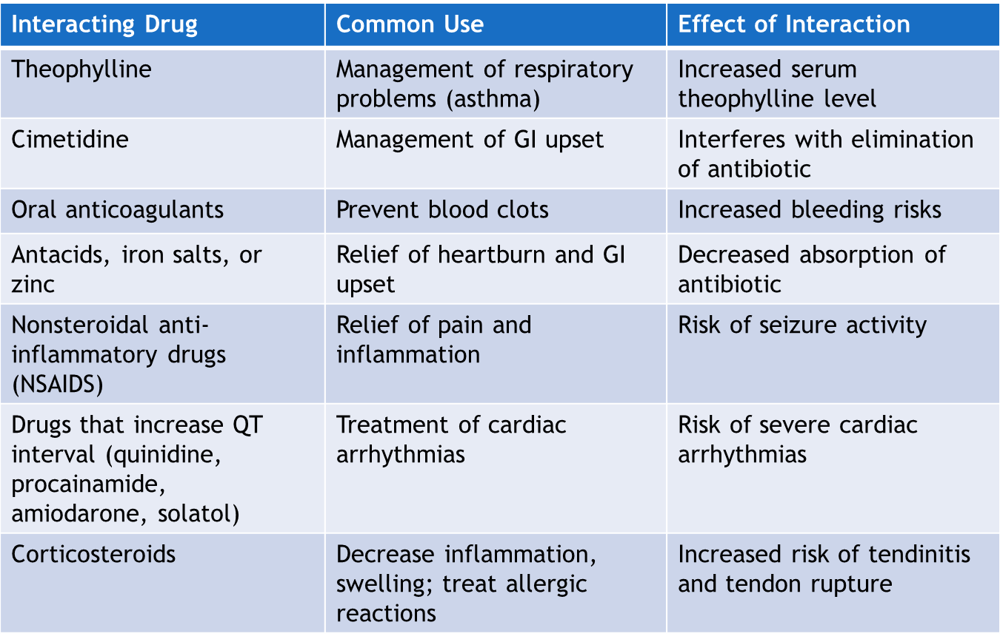 Interacting Drug
Common Use
Effect of Interaction
Theophylline
Management of respiratory
problems (asthma)
Increased serum
theophylline level
Cimetidine
Management of GI upset
Interferes with elimination
of antibiotic
Oral anticoagulants
Prevent blood clots
Increased bleeding risks
Antacids, iron salts, or
zinc
Relief of heartburn and GI
upset
Decreased absorption of
antibiotic
Nonsteroidal anti-
inflammatory drugs
(NSAIDS)
Relief of pain and
inflammation
Risk of seizure activity
Drugs that increase QT
interval (quinidine,
procainamide,
amiodarone, solatol)
Treatment of cardiac
arrhythmias
Risk of severe cardiac
arrhythmias
Corticosteroids
Decrease inflammation,
swelling; treat allergic
reactions
Increased risk of tendinitis
and tendon rupture